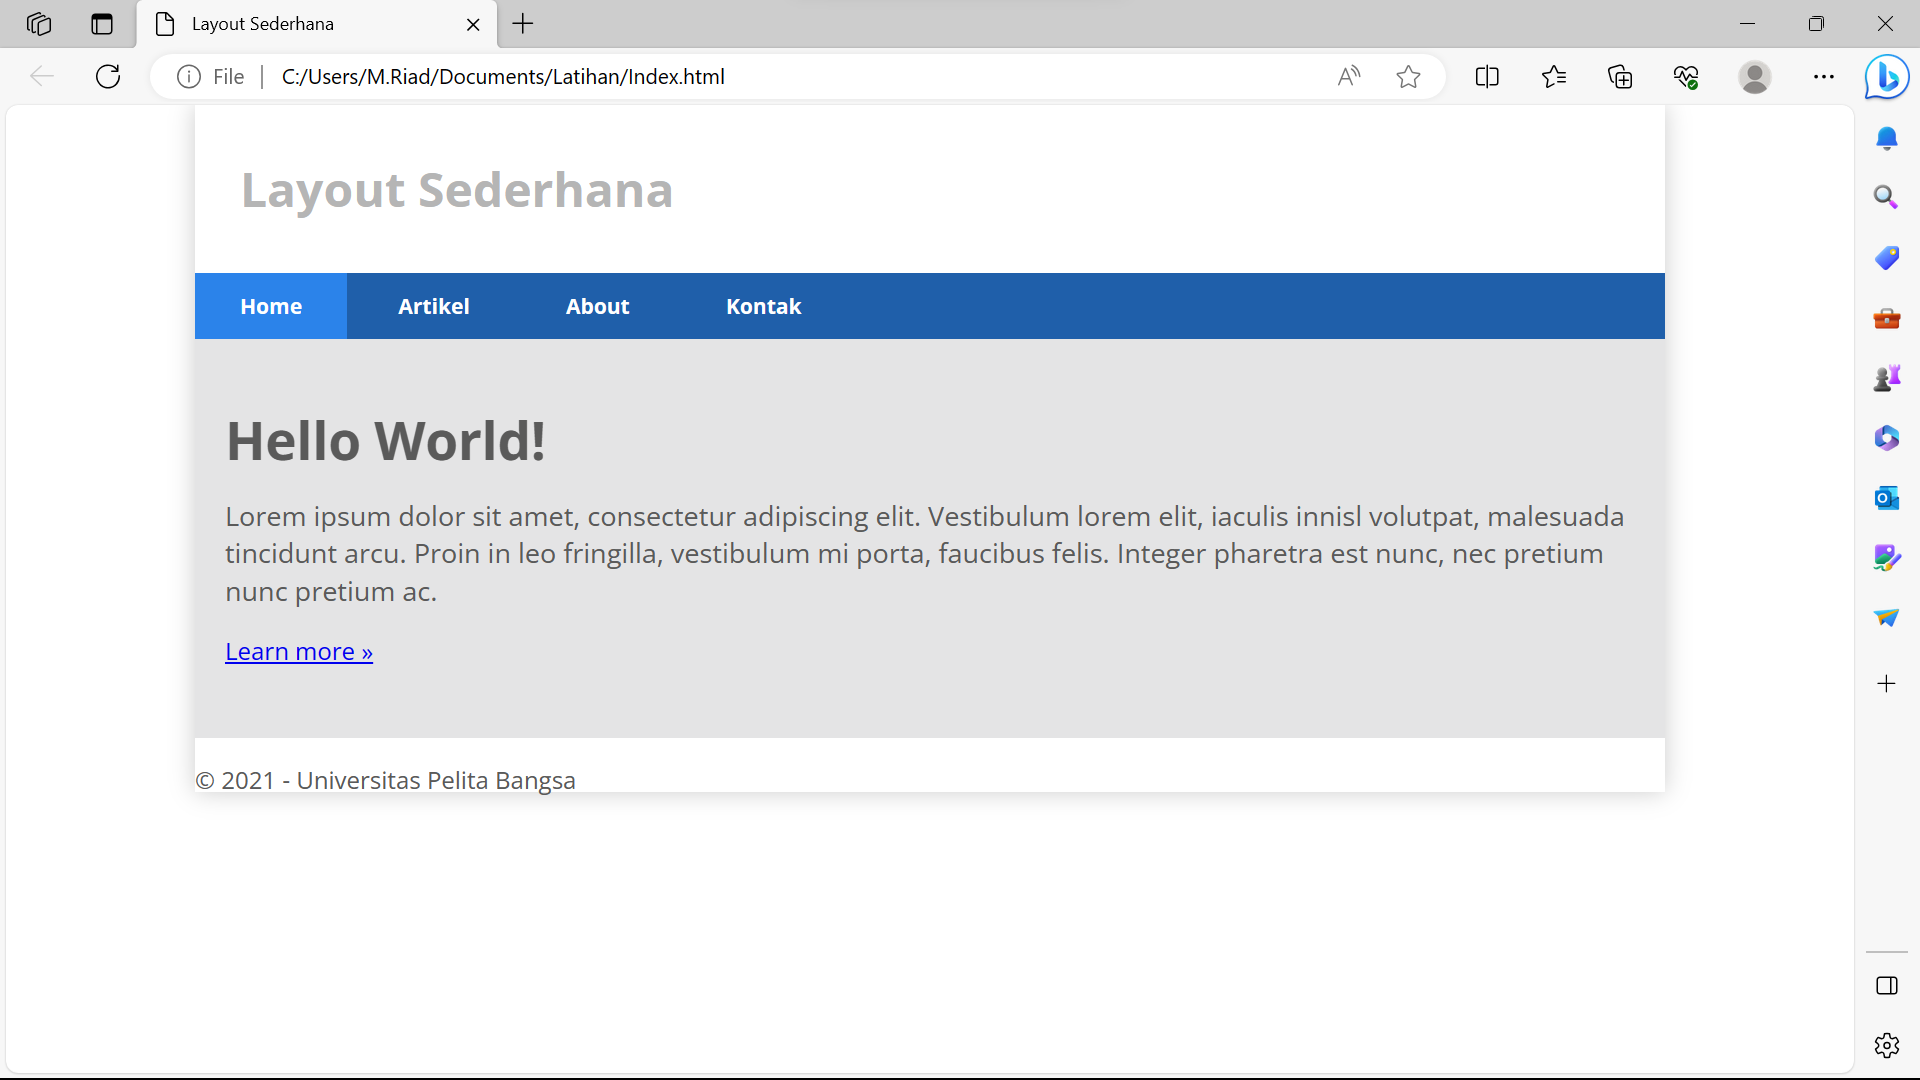 Layout Sederhana
File
C:/Users/M.Riad/Documents/Latihan/Index.html
Layout Sederhana
Home Artikel About Kontak
Hello World!
Lorem ipsum dolor sit amet, consectetur adipiscing elit. Vestibulum lorem elit, iaculis innisl volutpat, malesuada
tincidunt arcu. Proin in leo fringilla, vestibulum mi porta, faucibus felis. Integer pharetra est nunc, nec pretium
nunc pretium ac.
Learn more »
© 2021 - Universitas Pelita Bangsa